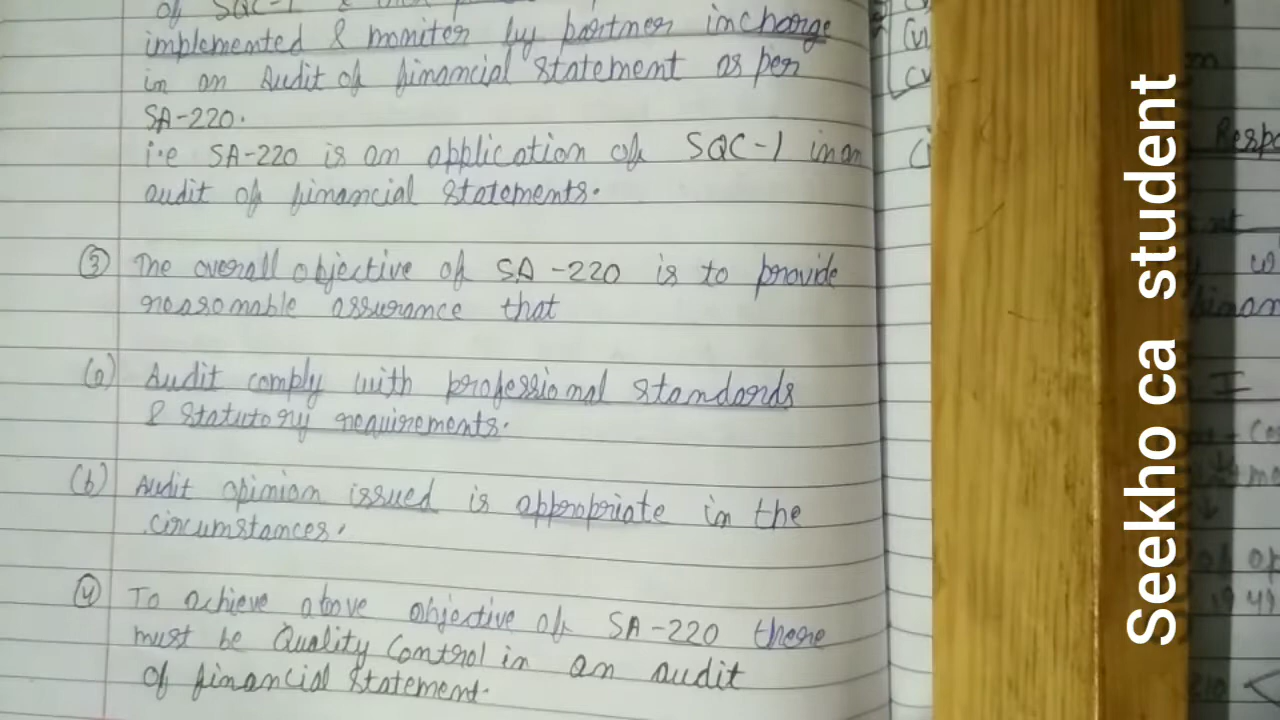 of SQC-1 &
implemented & moniter by partner incharge
in an Audit of financial statement as per
SA-220.
i.e SA-220 is an application of SQC-1 in an
audit of financial statements.
③ The overall objective of SA-220 is to provide
reasonable assurance that
(a) Audit comply with professional standards
& statutory requirements.
(b) Audit opinion issued is appropriate in the
circumstances.
④ To achieve above objective of SA-220 there
must be Quality Control in an audit
of financial statement.
Seekho ca student